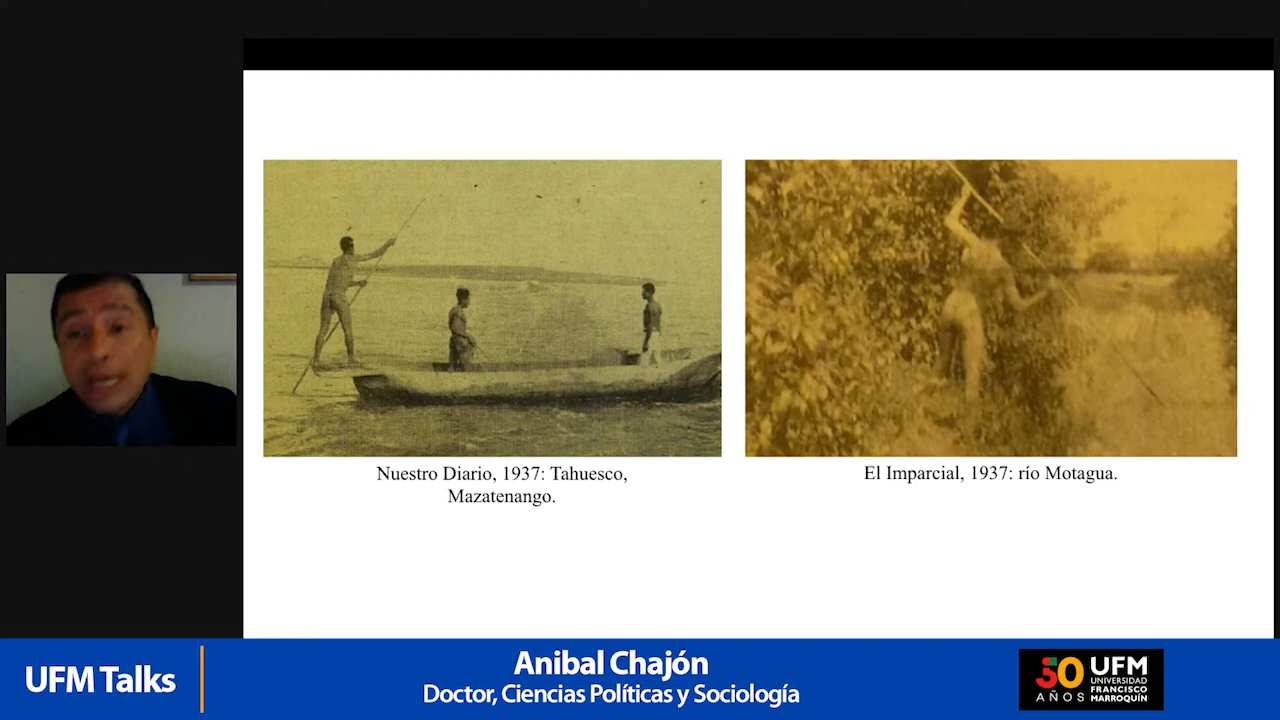 Nuestro Diario, 1937: Tahuesco,
Mazatenango.
El Imparcial, 1937: río Motagua.
UFM Talks
Anibal Chajón
Doctor, Ciencias Políticas y Sociología
50
AÑOS
UFM
UNIVERSIDAD
FRANCISCO
MARROQUÍN